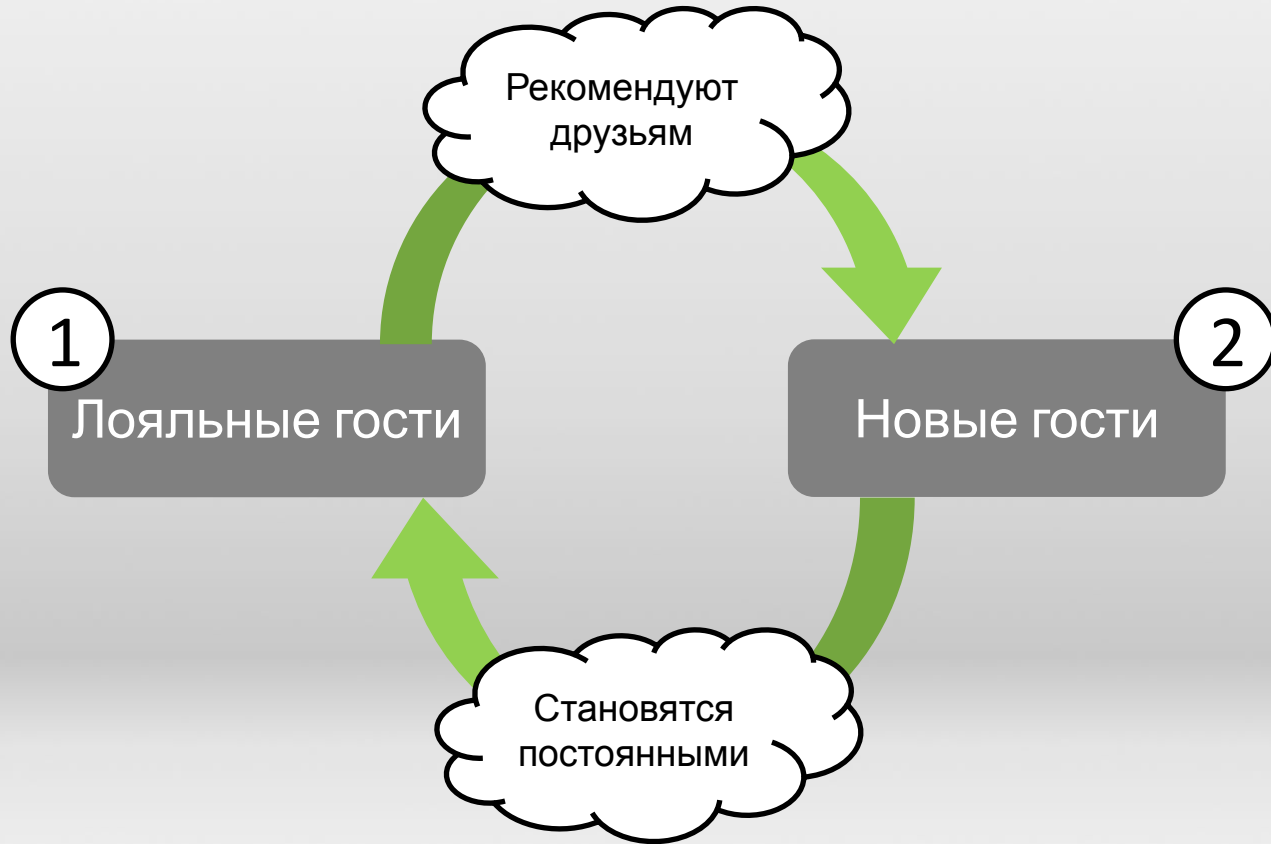 Рекомендуют
друзьям
1
Лояльные гости
2
Новые гости
Становятся
постоянными